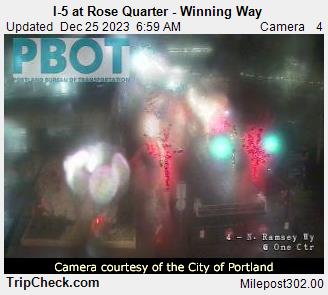 I-5 at Rose Quarter - Winning Way
Updated Dec 25 2023 6:59 AM Camera 4
PBOT
PORTLAND BUREAU OF TRANSPORTATION
4 - N. Ramsey Wy
@ One Ctr
Camera courtesy of the City of Portland
TripCheck.com Milepost302.00